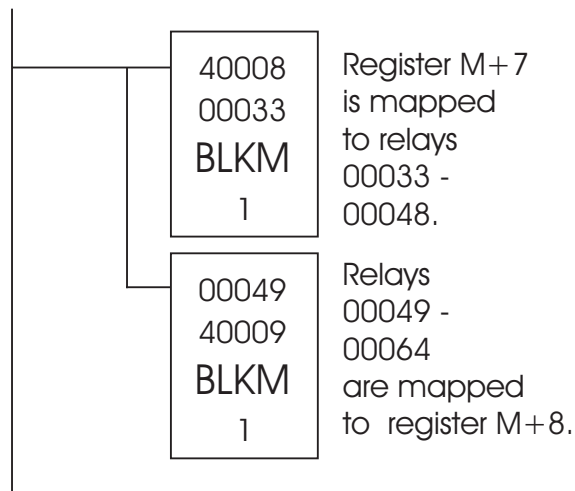 40008
00033
BLKM
1
Register M+7
is mapped
to relays
00033 -
00048.
00049
40009
BLKM
1
Relays
00049 -
00064
are mapped
to register M+8.